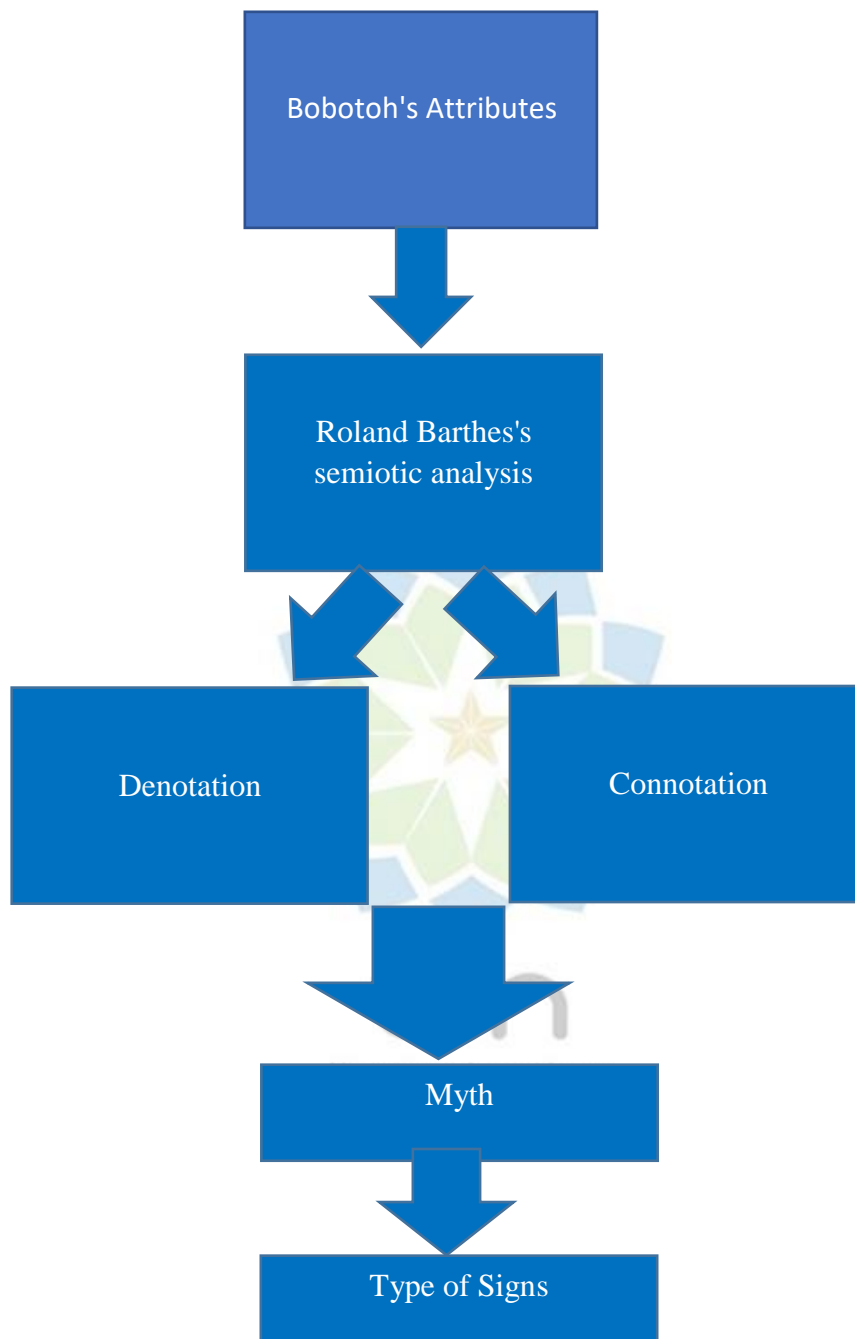 Bobotoh's Attributes
Roland Barthes's
semiotic analysis
Denotation
Connotation
Myth
Type of Signs